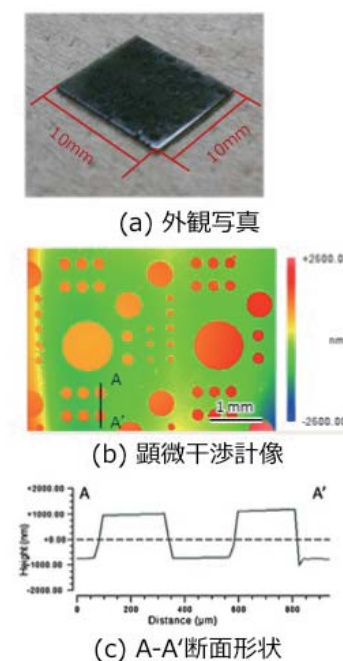 10mm
10mm
(a) 外観写真
+2600.00
nm
-2600.00
A
A′
1 mm
(b) 顕微干渉計像
A
A′
+2000.00
+1000.00
+0.00
-1000.00
-2000.00
Height (nm)
0
200
400
600
800
Distance (µm)
(c) A-A‘断面形状